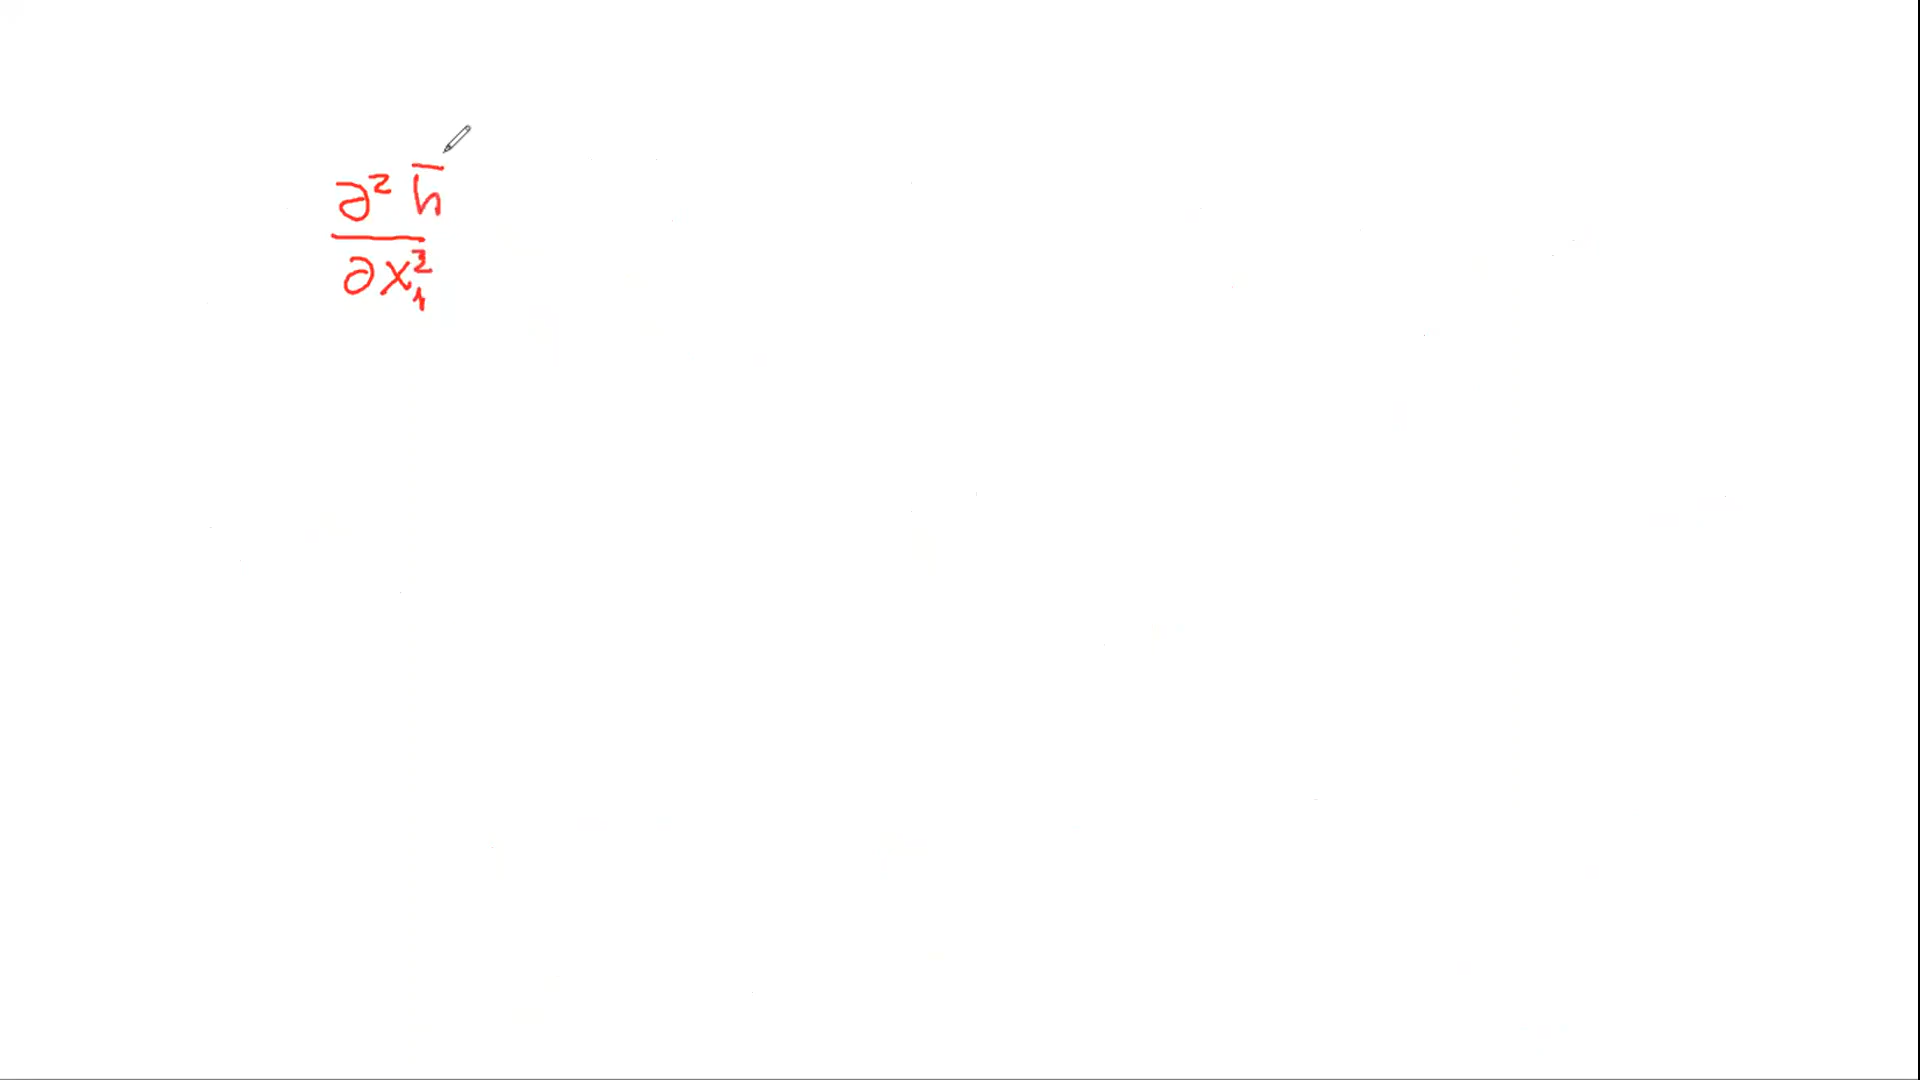 ∂² h̅
∂x₁²